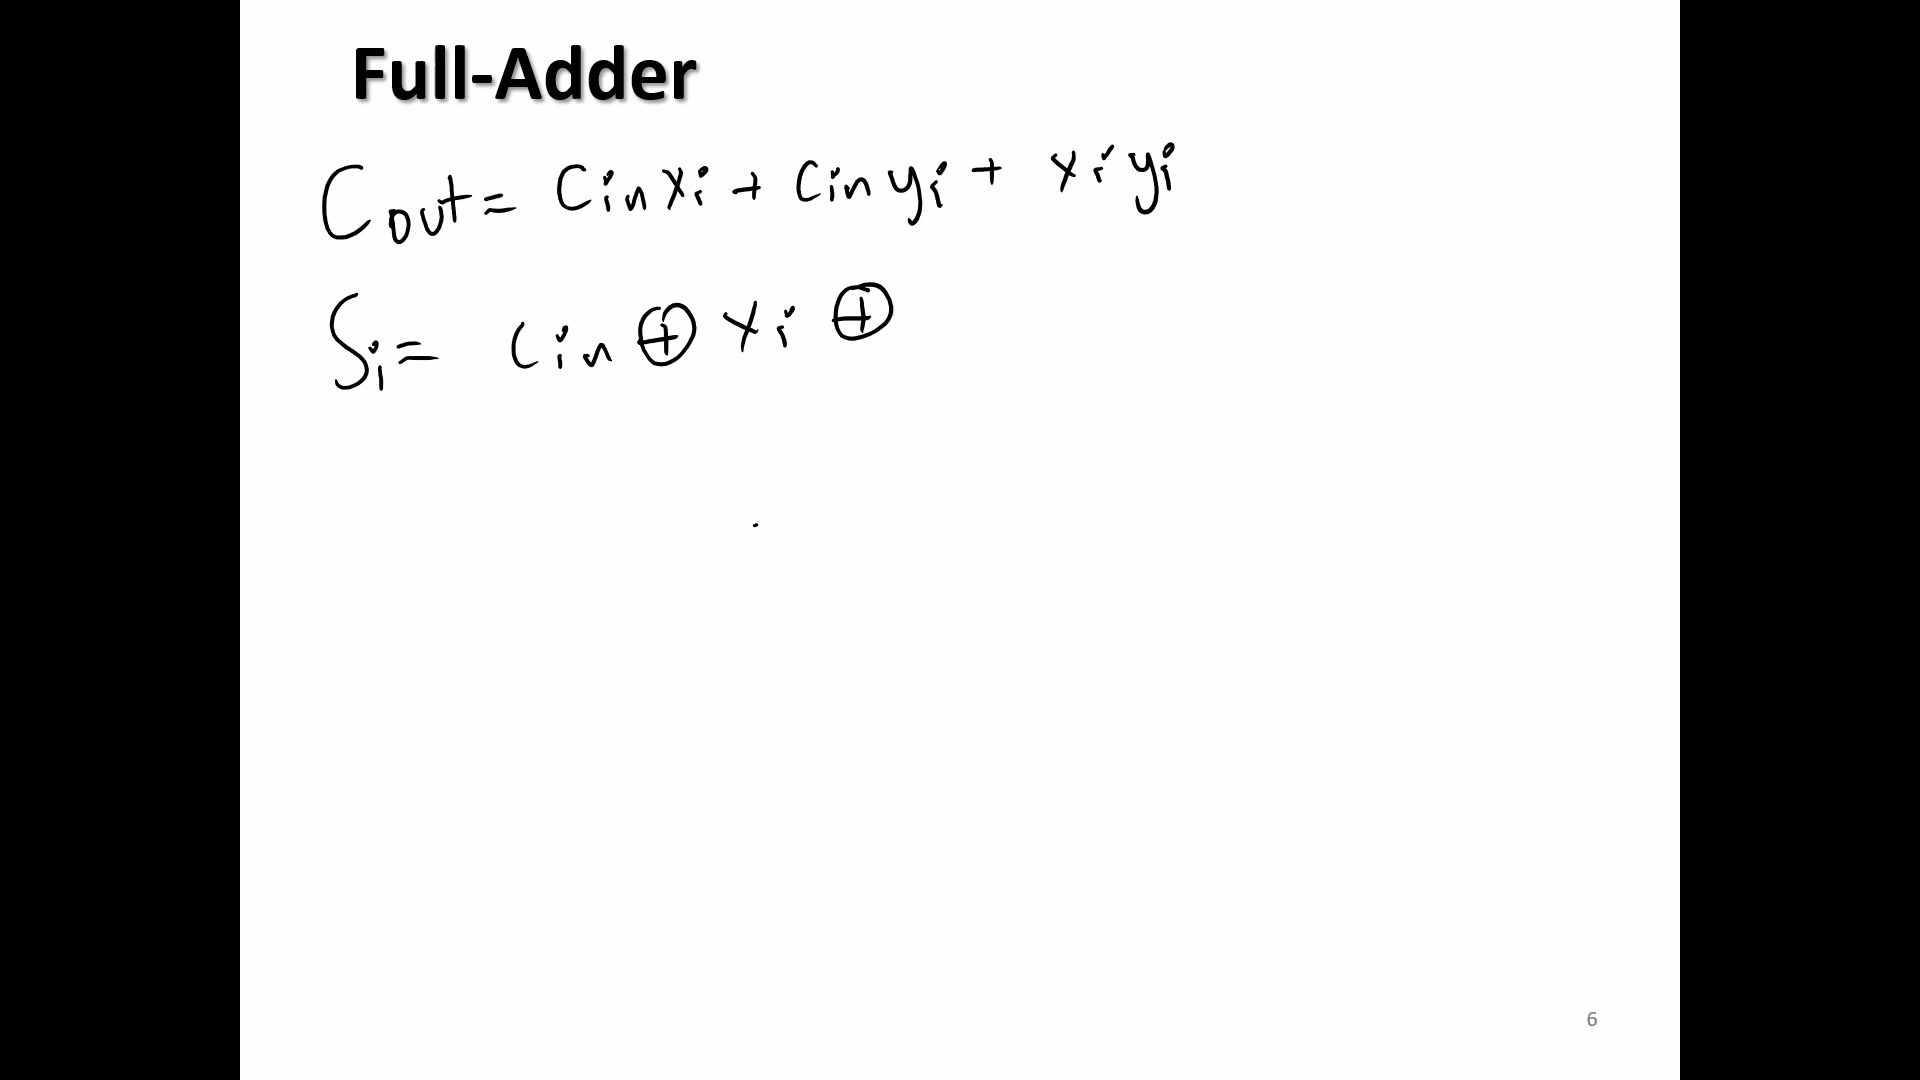 Full-Adder
Cout = Cin xi + Cin yi + xi yi
Si = Cin ⊕ xi ⊕
6